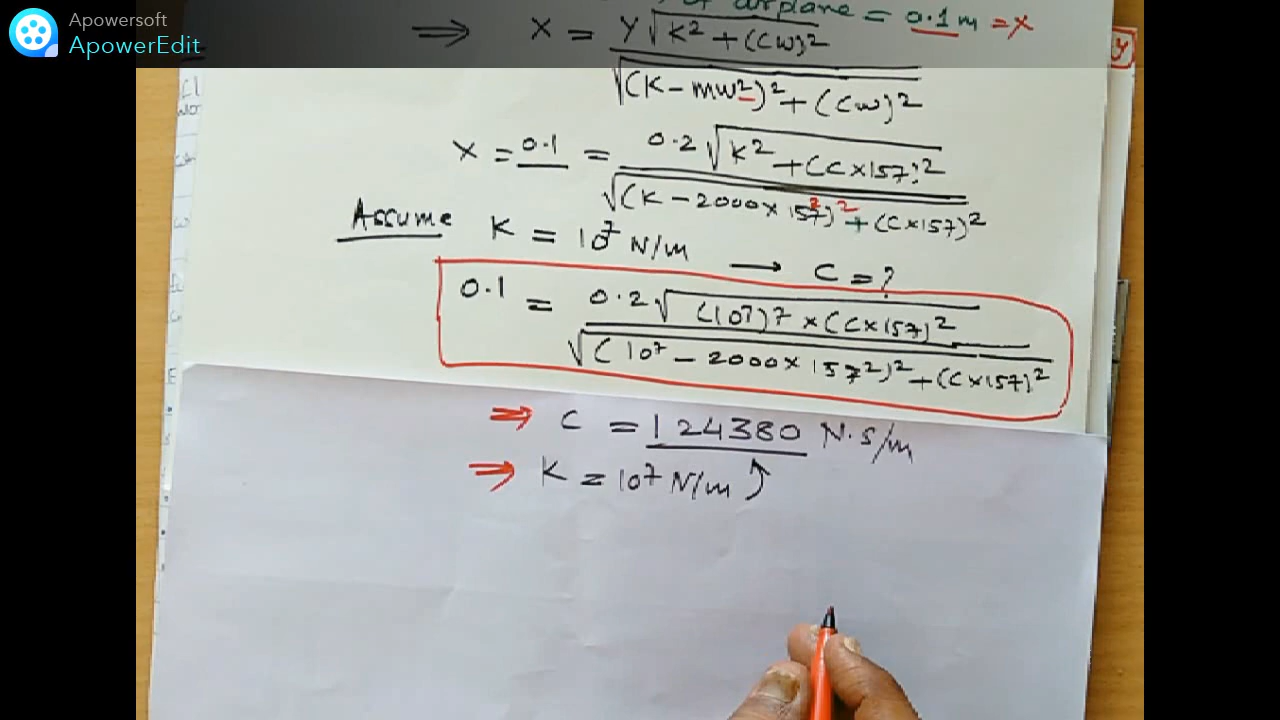 Apowersoft
ApowerEdit
airplane = 0.1 m = X
⇒ X = Y√K² + (Cω)²
√(K - mω²)² + (Cω)²
y
X = 0.1 = 0.2 √K² + (C×157)²
√(K - 2000×157²)² + (C×157)²
Assume K = 10⁷ N/m
→ C = ?
0.1 = 0.2 √(10⁷)⁷ × (C×157)²
√(10⁷ - 2000×157²)² + (C×157)²
⇒ C = 124380 N.s/m
⇒ K = 10⁷ N/m